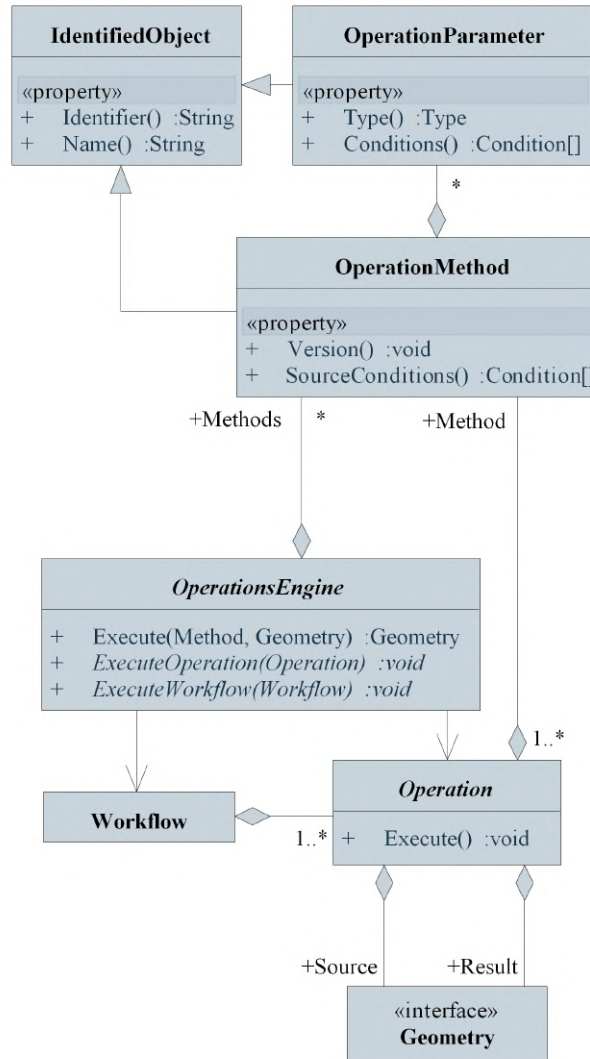 IdentifiedObject
«property»
+ Identifier() :String
+ Name() :String
OperationParameter
«property»
+ Type() :Type
+ Conditions() :Condition[]
*
OperationMethod
«property»
+ Version() :void
+ SourceConditions() :Condition[]
+Methods
*
+Method
OperationsEngine
+ Execute(Method, Geometry) :Geometry
+ ExecuteOperation(Operation) :void
+ ExecuteWorkflow(Workflow) :void
1..*
Workflow
1..*
Operation
+ Execute() :void
+Source
+Result
«interface»
Geometry